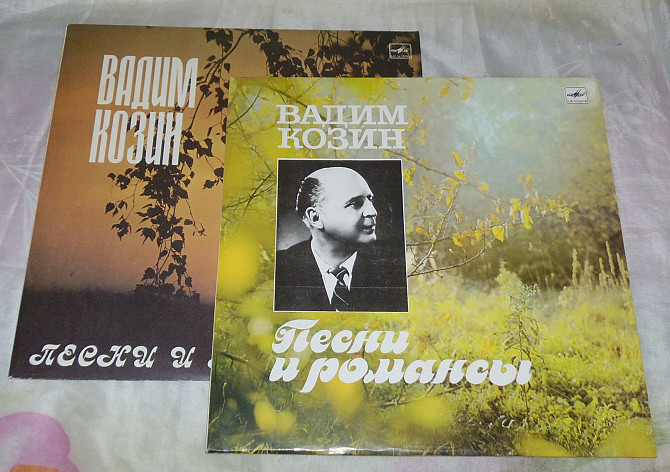 ВАДИМ
КОЗИН
ПЕСНИ И
ВАДИМ
КОЗИН
Песни
и романсы